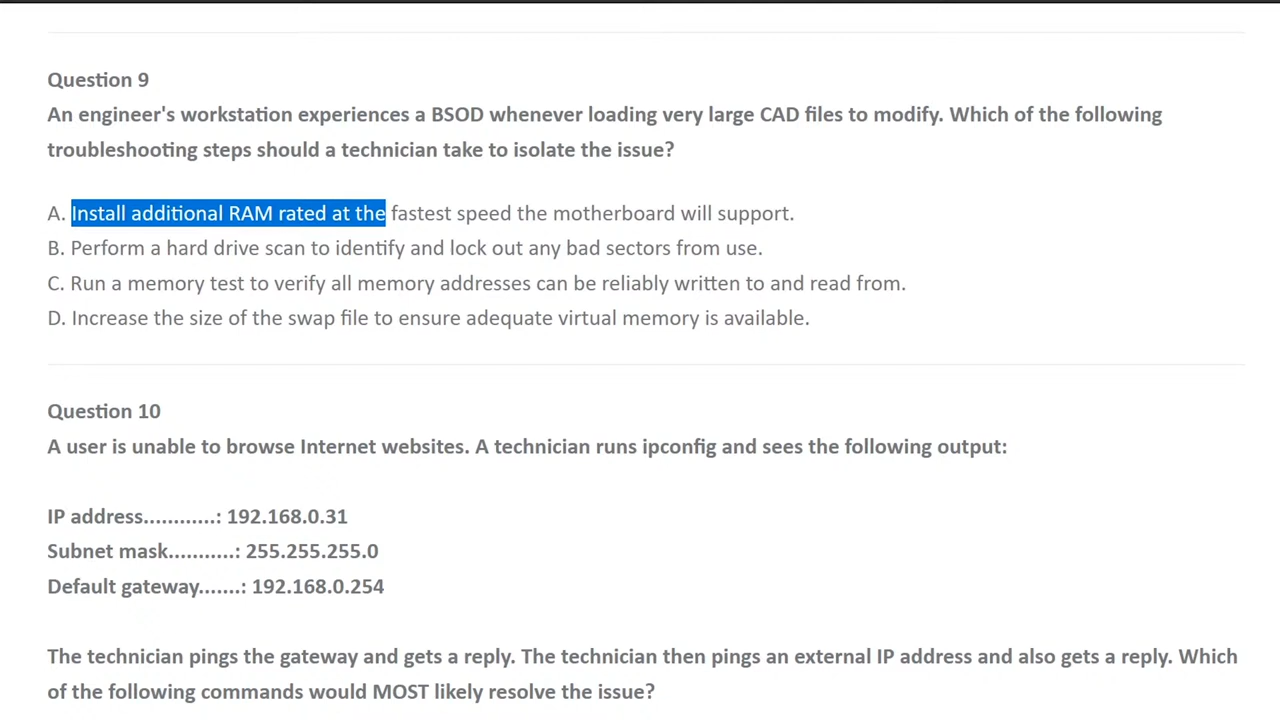 Question 9
An engineer's workstation experiences a BSOD whenever loading very large CAD files to modify. Which of the following
troubleshooting steps should a technician take to isolate the issue?
A. Install additional RAM rated at the fastest speed the motherboard will support.
B. Perform a hard drive scan to identify and lock out any bad sectors from use.
C. Run a memory test to verify all memory addresses can be reliably written to and read from.
D. Increase the size of the swap file to ensure adequate virtual memory is available.
Question 10
A user is unable to browse Internet websites. A technician runs ipconfig and sees the following output:
IP address............: 192.168.0.31
Subnet mask...........: 255.255.255.0
Default gateway.......: 192.168.0.254
The technician pings the gateway and gets a reply. The technician then pings an external IP address and also gets a reply. Which
of the following commands would MOST likely resolve the issue?